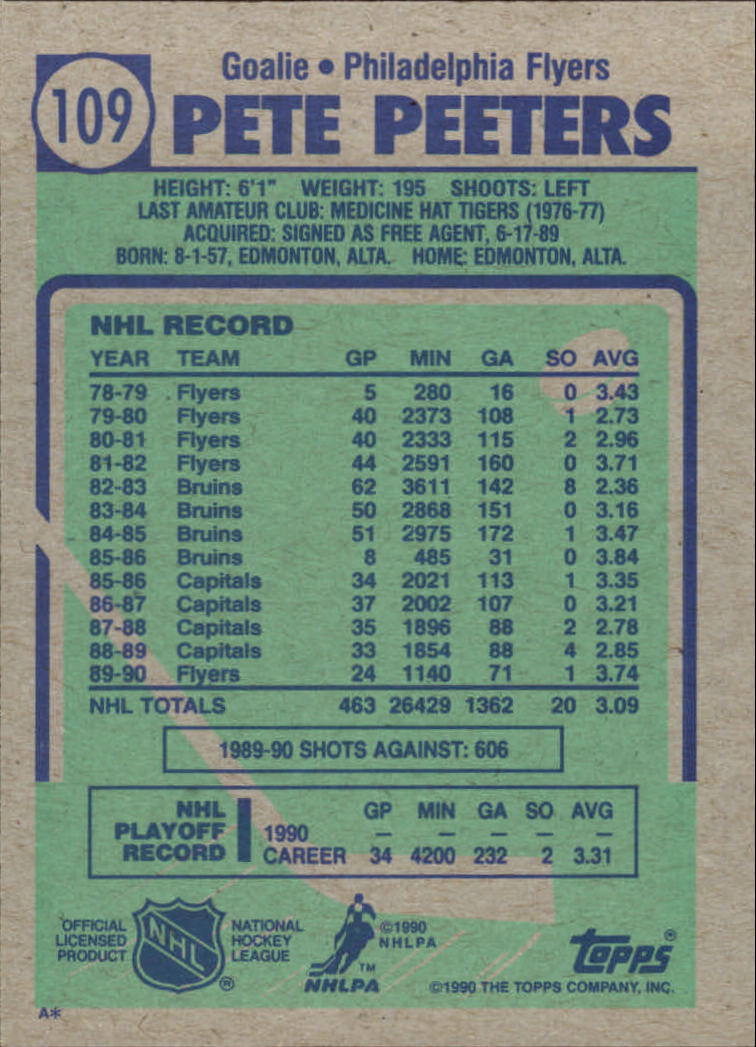 109
Goalie • Philadelphia Flyers
PETE PEETERS
HEIGHT: 6'1" WEIGHT: 195 SHOOTS: LEFT
LAST AMATEUR CLUB: MEDICINE HAT TIGERS (1976-77)
ACQUIRED: SIGNED AS FREE AGENT, 6-17-89
BORN: 8-1-57, EDMONTON, ALTA. HOME: EDMONTON, ALTA.
NHL RECORD
YEAR TEAM GP MIN GA SO AVG
78-79 Flyers 5 280 16 0 3.43
79-80 Flyers 40 2373 108 1 2.73
80-81 Flyers 40 2333 115 2 2.96
81-82 Flyers 44 2591 160 0 3.71
82-83 Bruins 62 3611 142 8 2.36
83-84 Bruins 50 2868 151 0 3.16
84-85 Bruins 51 2975 172 1 3.47
85-86 Bruins 8 485 31 0 3.84
85-86 Capitals 34 2021 113 1 3.35
86-87 Capitals 37 2002 107 0 3.21
87-88 Capitals 35 1896 88 2 2.78
88-89 Capitals 33 1854 88 4 2.85
89-90 Flyers 24 1140 71 1 3.74
NHL TOTALS 463 26429 1362 20 3.09
1989-90 SHOTS AGAINST: 606
NHL PLAYOFF RECORD
GP MIN GA SO AVG
1990 — — — — —
CAREER 34 4200 232 2 3.31
OFFICIAL
LICENSED
PRODUCT
NHL
®
NATIONAL
HOCKEY
LEAGUE
TM
NHLPA
©1990
NHLPA
topps®
©1990 THE TOPPS COMPANY, INC.
A*